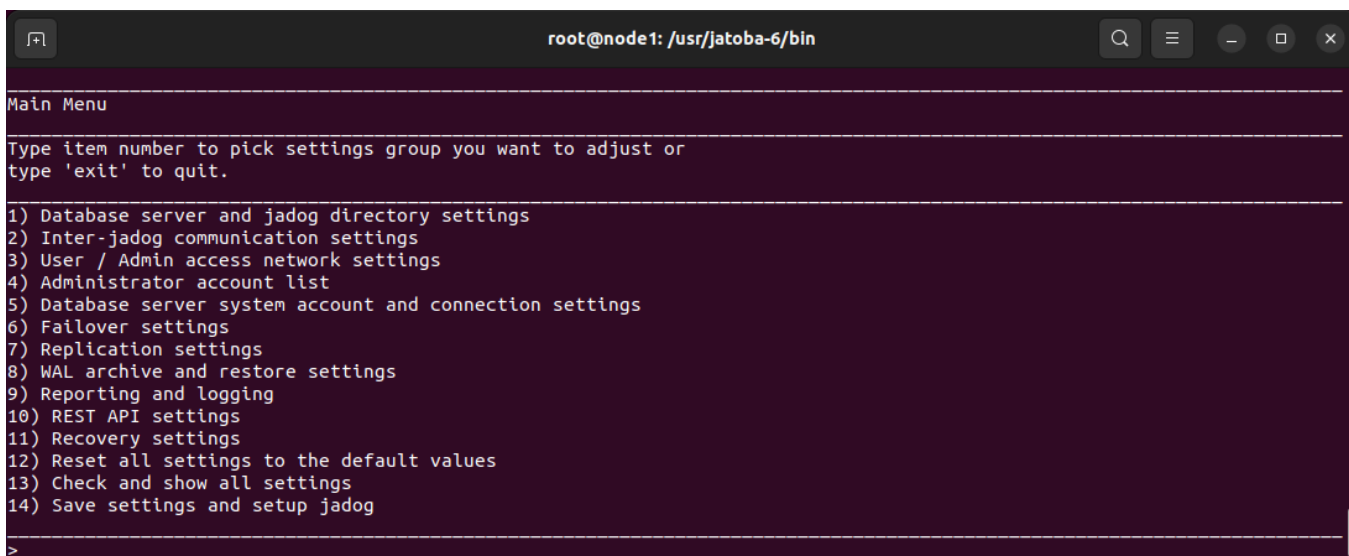 root@node1: /usr/jatoba-6/bin
Main Menu
Type item number to pick settings group you want to adjust or
type 'exit' to quit.
1) Database server and jadog directory settings
2) Inter-jadog communication settings
3) User / Admin access network settings
4) Administrator account list
5) Database server system account and connection settings
6) Failover settings
7) Replication settings
8) WAL archive and restore settings
9) Reporting and logging
10) REST API settings
11) Recovery settings
12) Reset all settings to the default values
13) Check and show all settings
14) Save settings and setup jadog
>